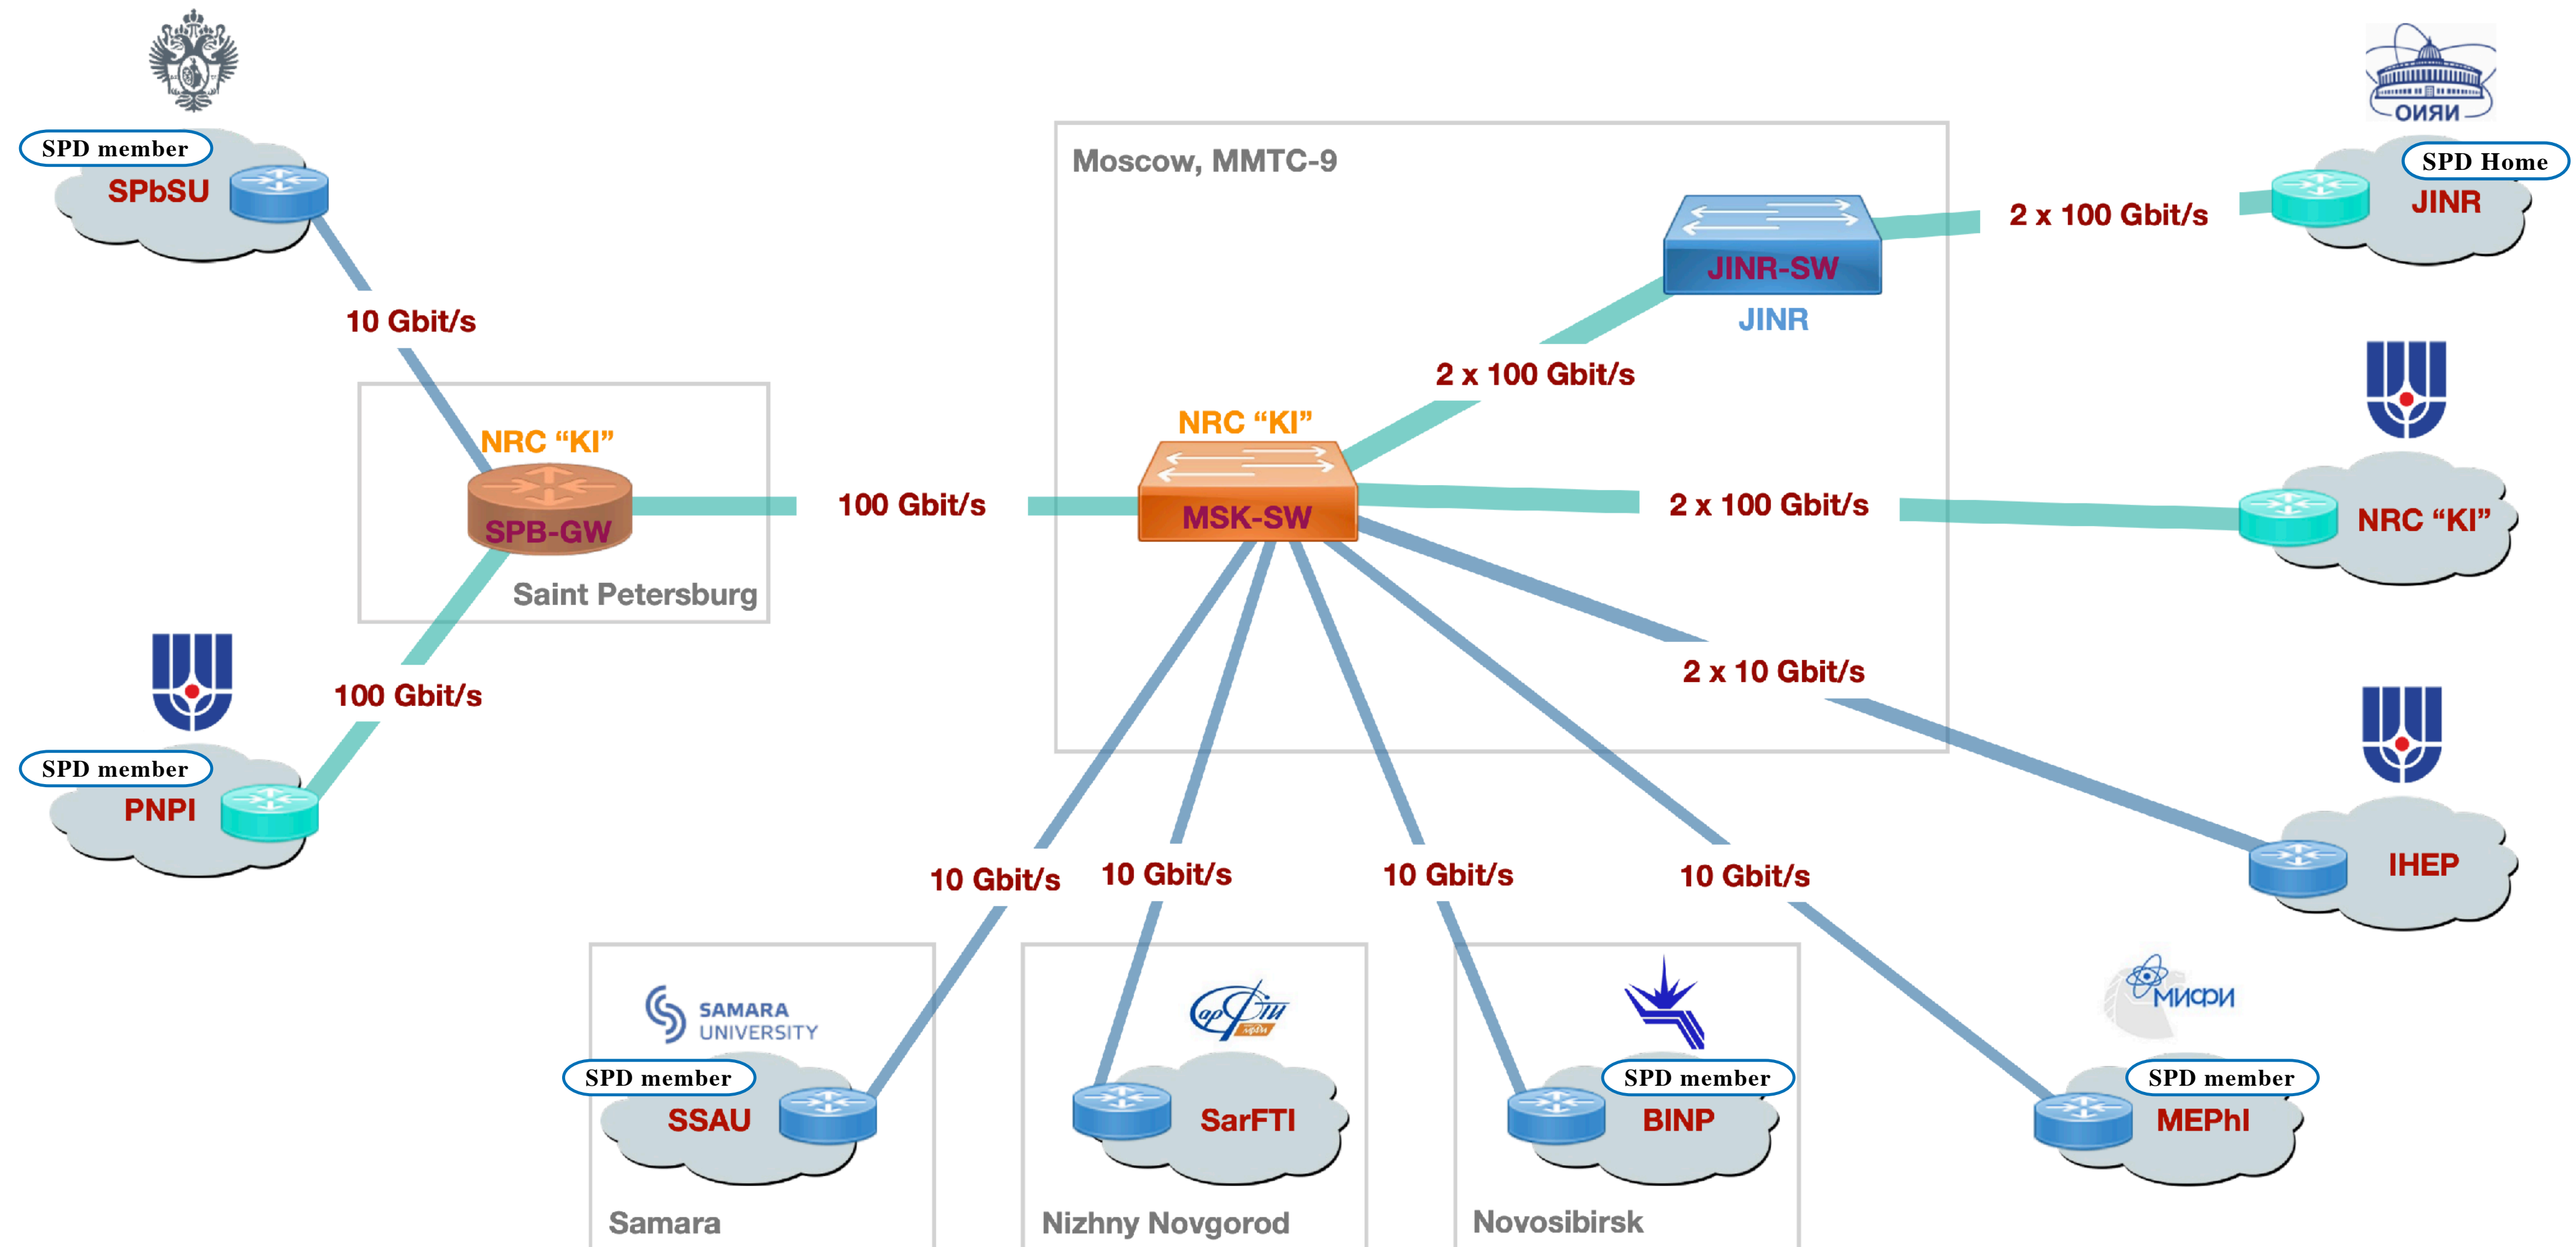 ОИЯИ
SPD member
SPbSU
Moscow, MMTC-9
SPD Home
JINR
2 x 100 Gbit/s
JINR-SW
JINR
10 Gbit/s
2 x 100 Gbit/s
NRC “KI”
SPB-GW
Saint Petersburg
100 Gbit/s
NRC “KI”
MSK-SW
2 x 100 Gbit/s
NRC “KI”
100 Gbit/s
2 x 10 Gbit/s
SPD member
PNPI
IHEP
10 Gbit/s
10 Gbit/s
10 Gbit/s
10 Gbit/s
SAMARA
UNIVERSITY
SPD member
SSAU
Samara
СарФТИ
SarFTI
Nizhny Novgorod
SPD member
BINP
Novosibirsk
МИФИ
SPD member
MEPhI